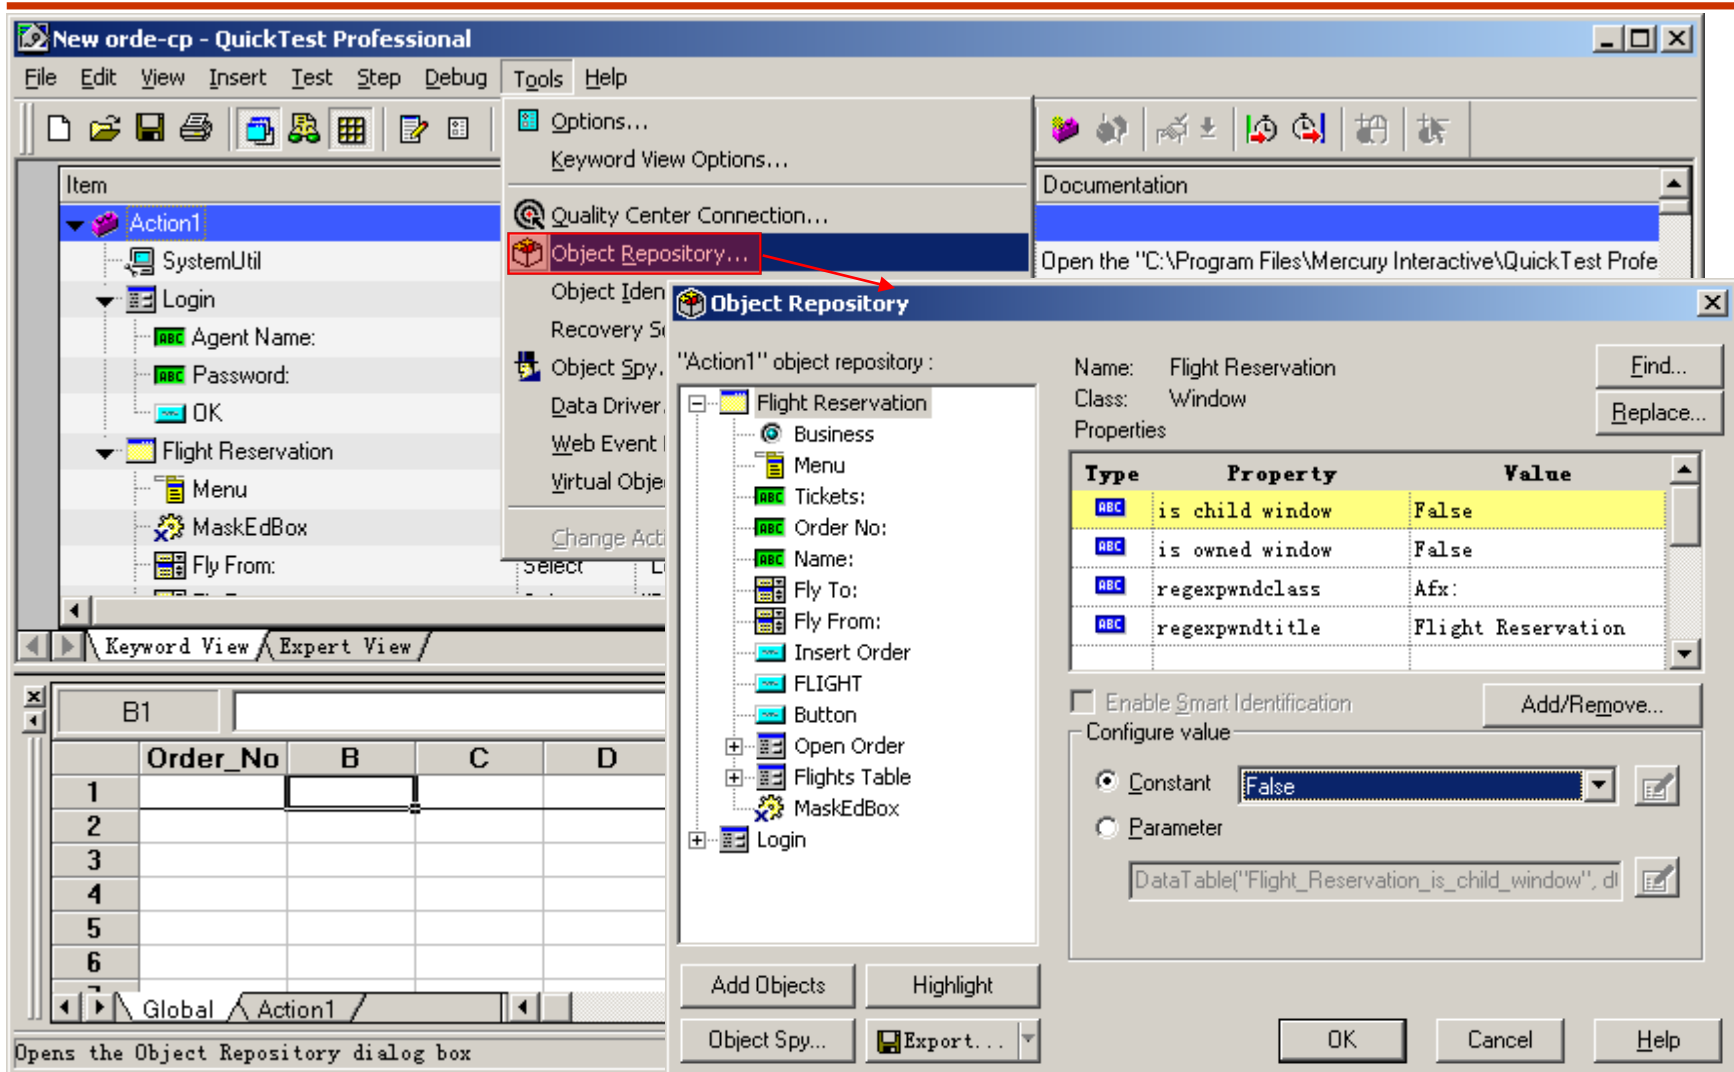 New orde-cp - QuickTest Professional
File Edit View Insert Test Step Debug Tools Help
Options...
Keyword View Options...
Quality Center Connection...
Object Repository...
Object Iden
Recovery S
Object Spy.
Data Driver.
Web Event
Virtual Obje
Change Acti
Item
Action1
SystemUtil
Login
Agent Name:
Password:
OK
Flight Reservation
Menu
MaskEdBox
Fly From:
Select
Documentation
Open the "C:\Program Files\Mercury Interactive\QuickTest Profe
Keyword View Expert View
B1
Order_No B C D
1
2
3
4
5
6
Global Action1
Opens the Object Repository dialog box
Object Repository
"Action1" object repository :
Flight Reservation
Business
Menu
Tickets:
Order No:
Name:
Fly To:
Fly From:
Insert Order
FLIGHT
Button
Open Order
Flights Table
MaskEdBox
Login
Add Objects Highlight
Object Spy... Export...
Name: Flight Reservation
Class: Window
Properties
Find...
Replace...
Type Property Value
ABC is child window False
ABC is owned window False
ABC regexpwndclass Afx:
ABC regexpwndtitle Flight Reservation
Enable Smart Identification
Add/Remove...
Configure value
Constant False
Parameter
DataTable("Flight_Reservation_is_child_window", d
OK Cancel Help